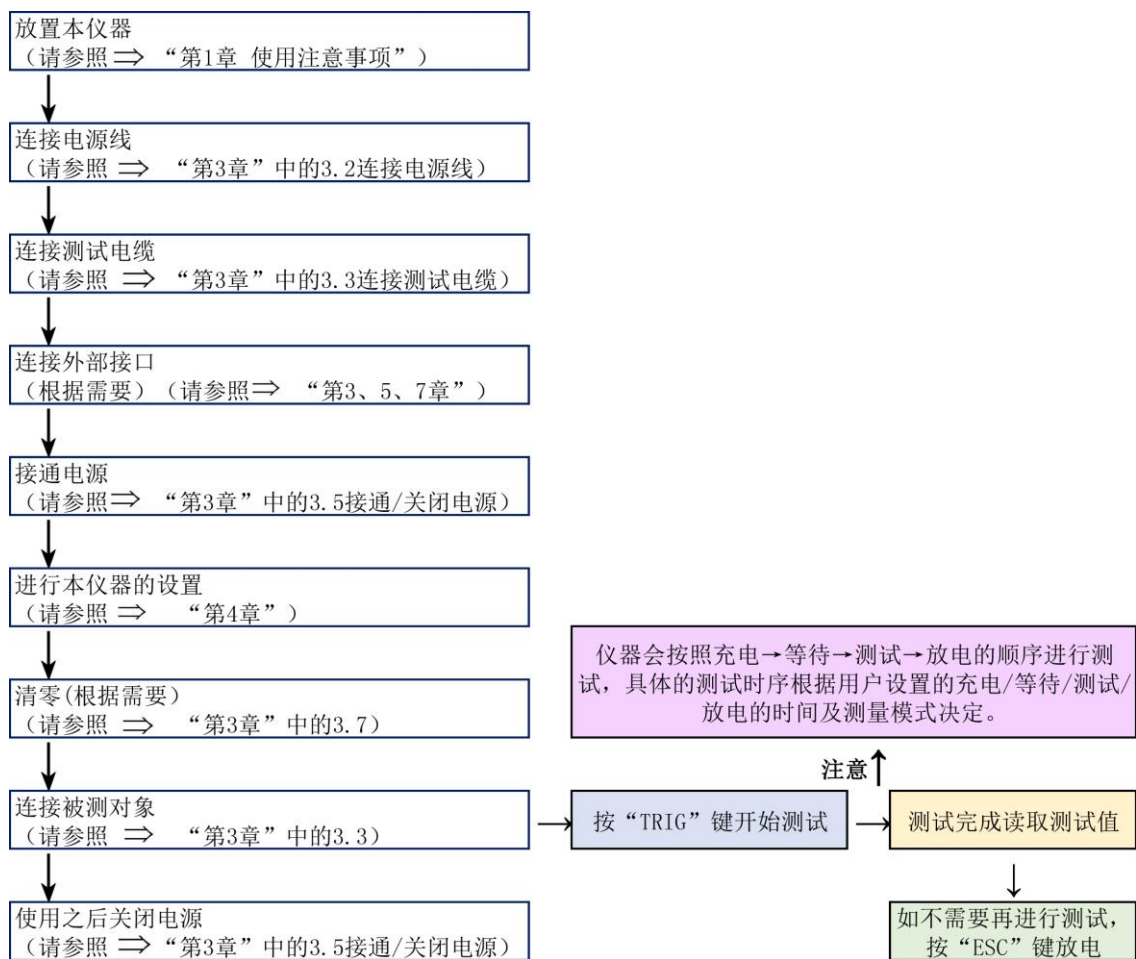 放置本仪器
（请参照⇒ “第1章 使用注意事项”）
连接电源线
（请参照 ⇒ “第3章”中的3.2连接电源线）
连接测试电缆
（请参照 ⇒ “第3章”中的3.3连接测试电缆）
连接外部接口
（根据需要）（请参照⇒ “第3、5、7章”）
接通电源
（请参照⇒ “第3章”中的3.5接通/关闭电源）
进行本仪器的设置
（请参照 ⇒ “第4章”）
清零(根据需要）
（请参照 ⇒ “第3章”中的3.7）
连接被测对象
（请参照 ⇒ “第3章”中的3.3）
使用之后关闭电源
（请参照 ⇒ “第3章”中的3.5接通/关闭电源）
仪器会按照充电→等待→测试→放电的顺序进行测
试，具体的测试时序根据用户设置的充电/等待/测试/
放电的时间及测量模式决定。
注意
按“TRIG”键开始测试
测试完成读取测试值
如不需要再进行测试，
按“ESC”键放电